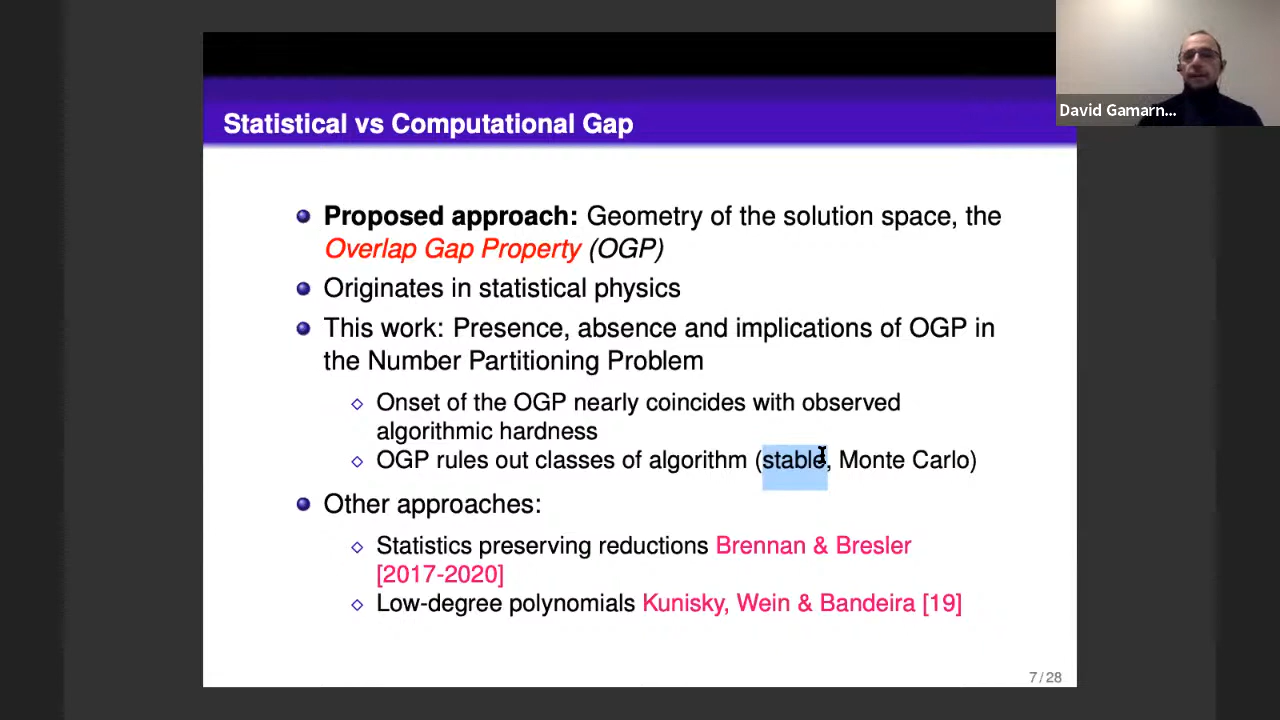 David Gamarn...
Statistical vs Computational Gap
Proposed approach: Geometry of the solution space, the
Overlap Gap Property (OGP)
Originates in statistical physics
This work: Presence, absence and implications of OGP in
the Number Partitioning Problem
Onset of the OGP nearly coincides with observed
algorithmic hardness
OGP rules out classes of algorithm (stable, Monte Carlo)
Other approaches:
Statistics preserving reductions Brennan & Bresler
[2017-2020]
Low-degree polynomials Kunisky, Wein & Bandeira [19]
7 / 28